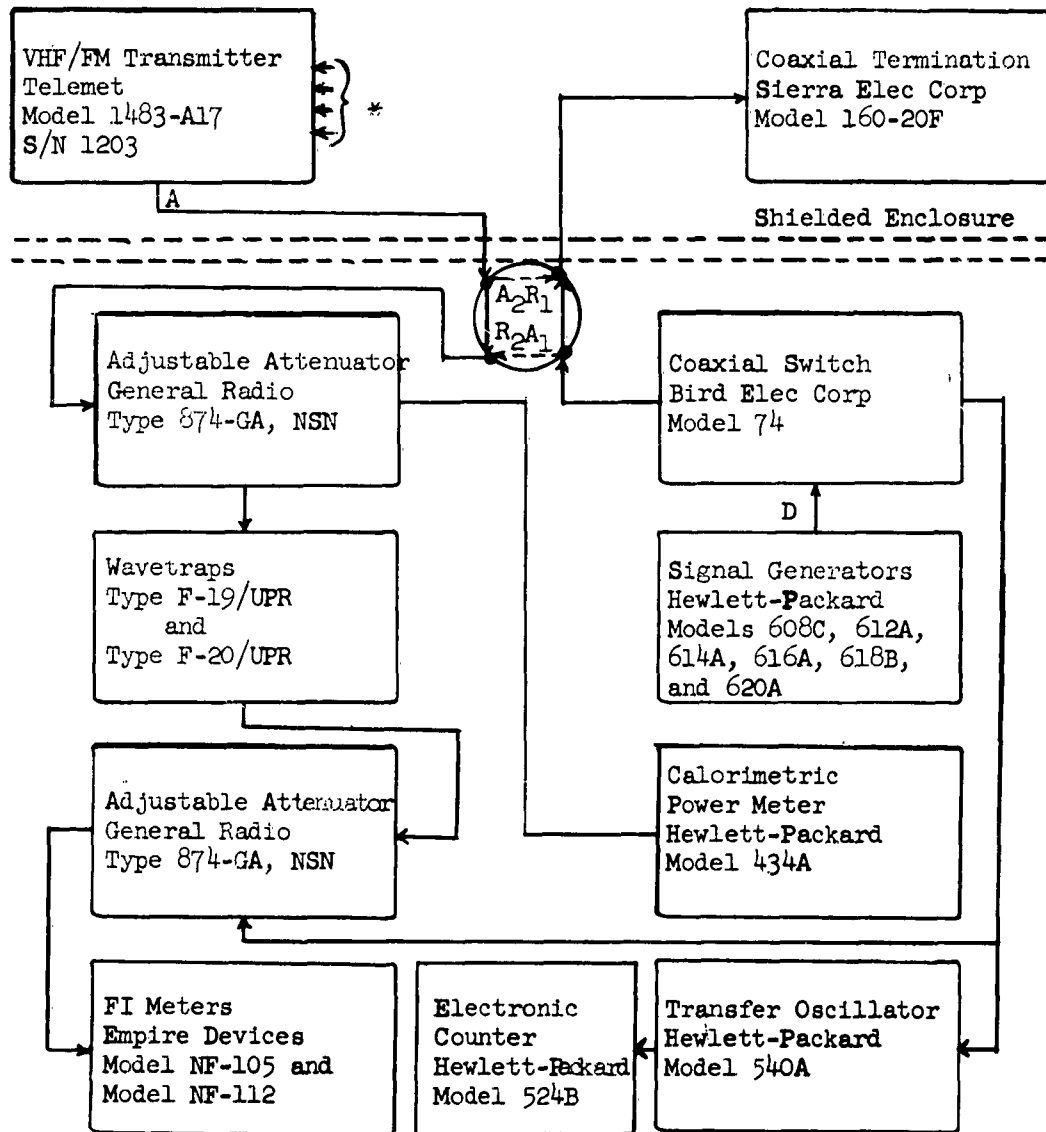 VHF/FM Transmitter
Telemet
Model 1483-A17
S/N 1203
*
Coaxial Termination
Sierra Elec Corp
Model 160-20F
A
Shielded Enclosure
A2R1
R2A1
Adjustable Attenuator
General Radio
Type 874-GA, NSN
Coaxial Switch
Bird Elec Corp
Model 74
D
Wavetraps
Type F-19/UPR
and
Type F-20/UPR
Signal Generators
Hewlett-Packard
Models 608C, 612A,
614A, 616A, 618B,
and 620A
Adjustable Attenuator
General Radio
Type 874-GA, NSN
Calorimetric
Power Meter
Hewlett-Packard
Model 434A
FI Meters
Empire Devices
Model NF-105 and
Model NF-112
Electronic
Counter
Hewlett-Packard
Model 524B
Transfer Oscillator
Hewlett-Packard
Model 540A